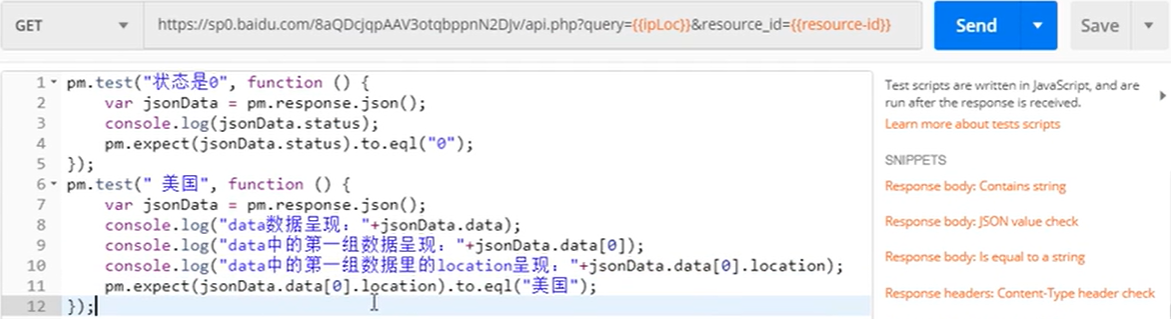 GET https://sp0.baidu.com/8aQDcjqpAAV3otqbppnN2DJv/api.php?query={{ipLoc}}&resource_id={{resource-id}} Send Save
1 pm.test("状态是0", function () {
2 var jsonData = pm.response.json();
3 console.log(jsonData.status);
4 pm.expect(jsonData.status).to.eql("0");
5 });
6 pm.test(" 美国", function () {
7 var jsonData = pm.response.json();
8 console.log("data数据呈现："+jsonData.data);
9 console.log("data中的第一组数据呈现："+jsonData.data[0]);
10 console.log("data中的第一组数据里的location呈现："+jsonData.data[0].location);
11 pm.expect(jsonData.data[0].location).to.eql("美国");
12 });
Test scripts are written in JavaScript, and are
run after the response is received.
Learn more about tests scripts
SNIPPETS
Response body: Contains string
Response body: JSON value check
Response body: Is equal to a string
Response headers: Content-Type header check